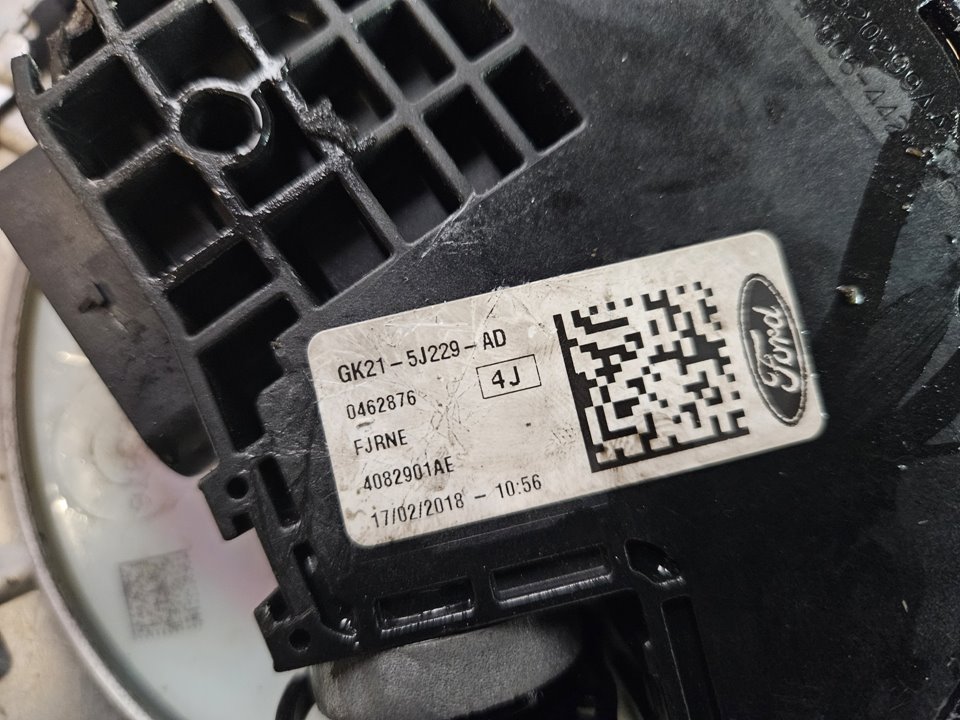 GK21-5J229-AD
4J
0462876
FJRNE
4082901AE
17/02/2018 - 10:56
Ford